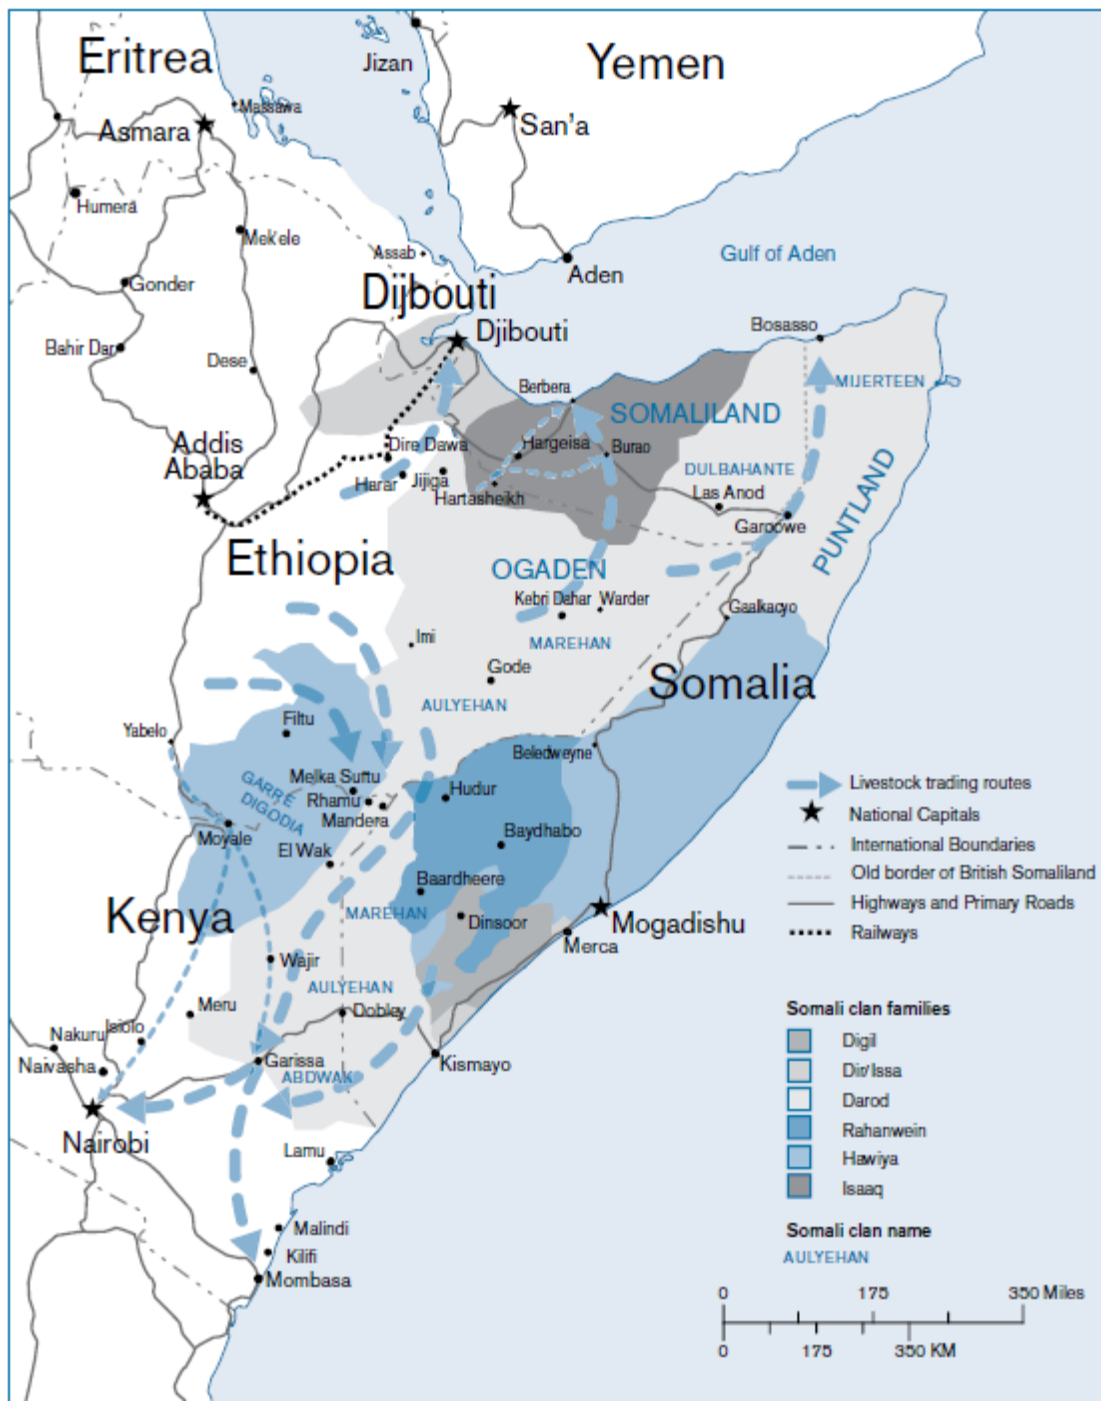 Eritrea
Yemen
Jizan
Massawa
Asmara
San'a
Humera
Mek'ele
Assab
Aden
Gulf of Aden
Gonder
Dijbouti
Djibouti
Bosasso
Bahir Dar
Dese
Berbera
MIJERTEEN
SOMALILAND
Addis
Ababa
Dire Dawa
Hargeisa
Burao
Harar
Jijiga
Hartasheikh
DULBAHANTE
Las Anod
Garoowe
PUNTLAND
Ethiopia
OGADEN
Kebri Dahar
Warder
Gaalkacyo
Imi
MAREHAN
Gode
Somalia
AULYEHAN
Filtu
Yabelo
Beledweyne
GARRE
DIGODIA
Melka Suftu
Rhamu
Mandera
Hudur
Moyale
El Wak
Baydhabo
Baardheere
Kenya
MAREHAN
Dinsoor
Mogadishu
Merca
Wajir
AULYEHAN
Meru
Dobley
Isiolo
Nakuru
Naivasha
Garissa
ABDWAK
Kismayo
Nairobi
Lamu
Malindi
Kilifi
Mombasa
Livestock trading routes
National Capitals
International Boundaries
Old border of British Somaliland
Highways and Primary Roads
Railways
Somali clan families
Digil
Dir/Issa
Darod
Rahanwein
Hawiya
Isaaq
Somali clan name
AULYEHAN
0 175 350 Miles
0 175 350 KM